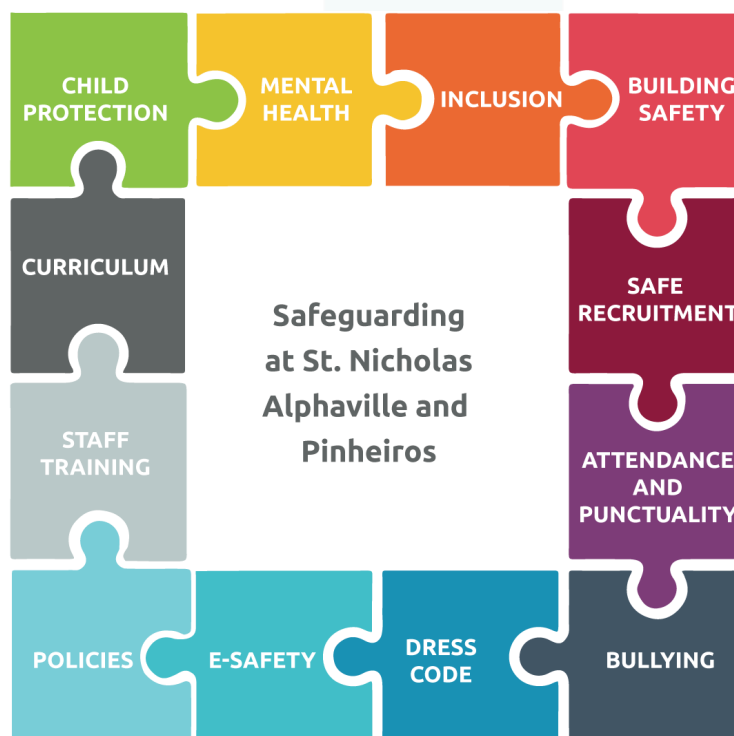 CHILD
PROTECTION
MENTAL
HEALTH
INCLUSION
BUILDING
SAFETY
CURRICULUM
SAFE
RECRUITMENT
Safeguarding
at St. Nicholas
Alphaville and
Pinheiros
STAFF
TRAINING
ATTENDANCE
AND
PUNCTUALITY
POLICIES
E-SAFETY
DRESS
CODE
BULLYING